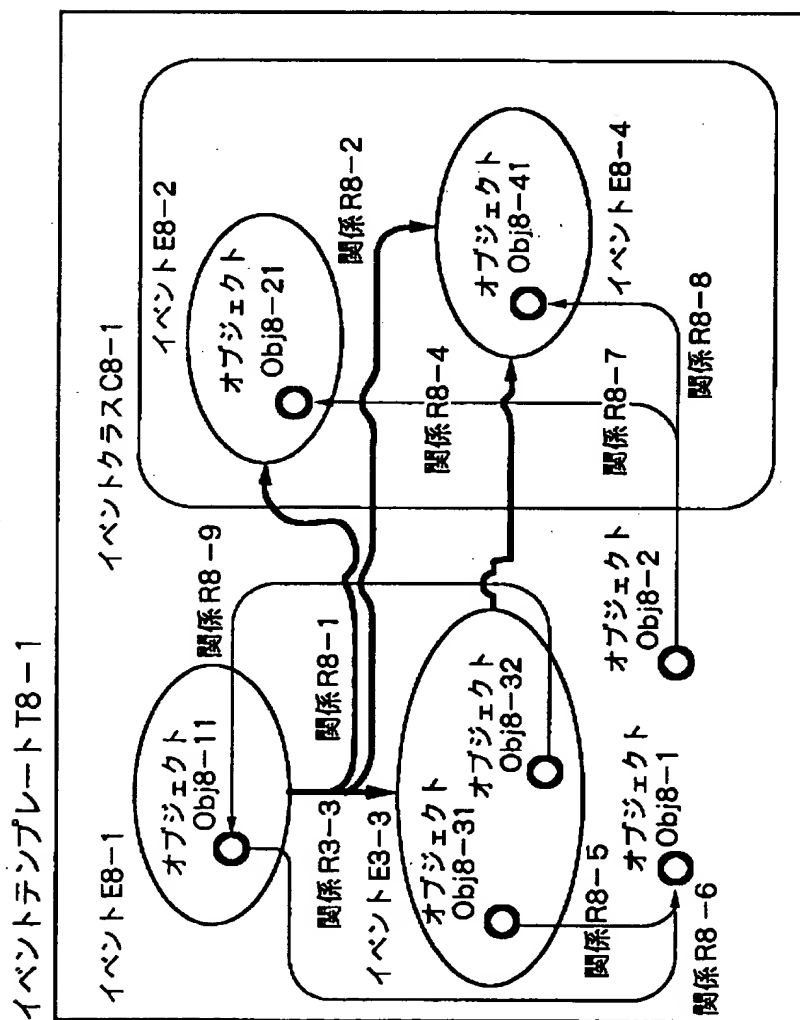 イベントテンプレートT8-1
イベントE8-1
オブジェクト
Obj8-11
関係R8-9
イベントクラスC8-1
イベントE8-2
オブジェクト
Obj8-21
関係R8-1
関係R8-2
関係R3-3
イベントE3-3
オブジェクト
Obj8-31
オブジェクト
Obj8-32
関係R8-4
オブジェクト
Obj8-41
イベントE8-4
関係R8-5
関係R8-6
オブジェクト
Obj8-1
オブジェクト
Obj8-2
関係R8-7
関係R8-8